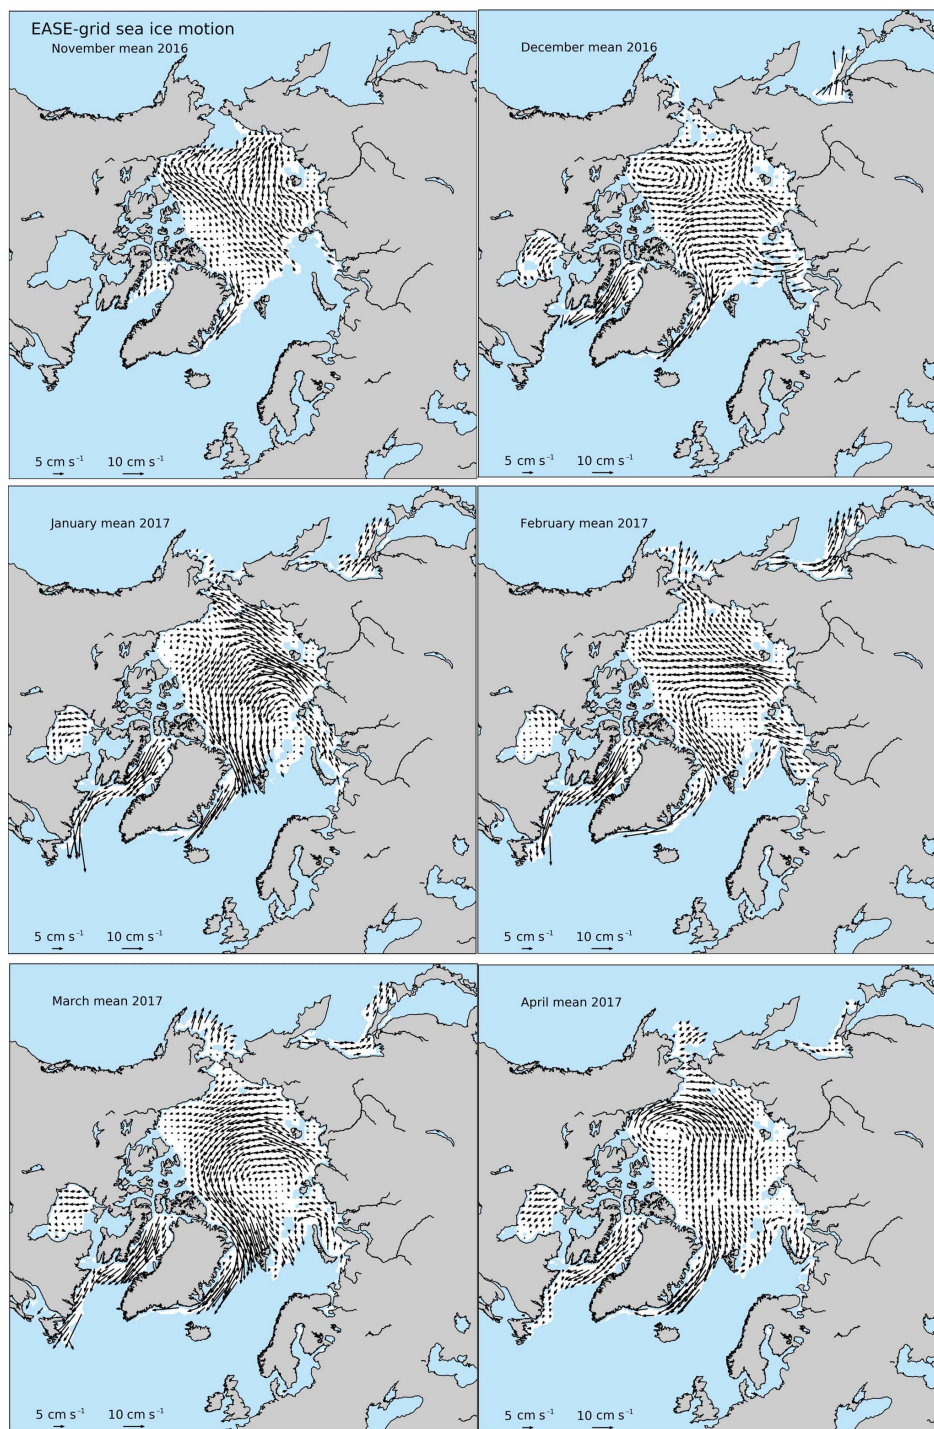 EASE-grid sea ice motion
November mean 2016
5 cm s⁻¹ 10 cm s⁻¹
December mean 2016
5 cm s⁻¹ 10 cm s⁻¹
January mean 2017
5 cm s⁻¹ 10 cm s⁻¹
February mean 2017
5 cm s⁻¹ 10 cm s⁻¹
March mean 2017
5 cm s⁻¹ 10 cm s⁻¹
April mean 2017
5 cm s⁻¹ 10 cm s⁻¹